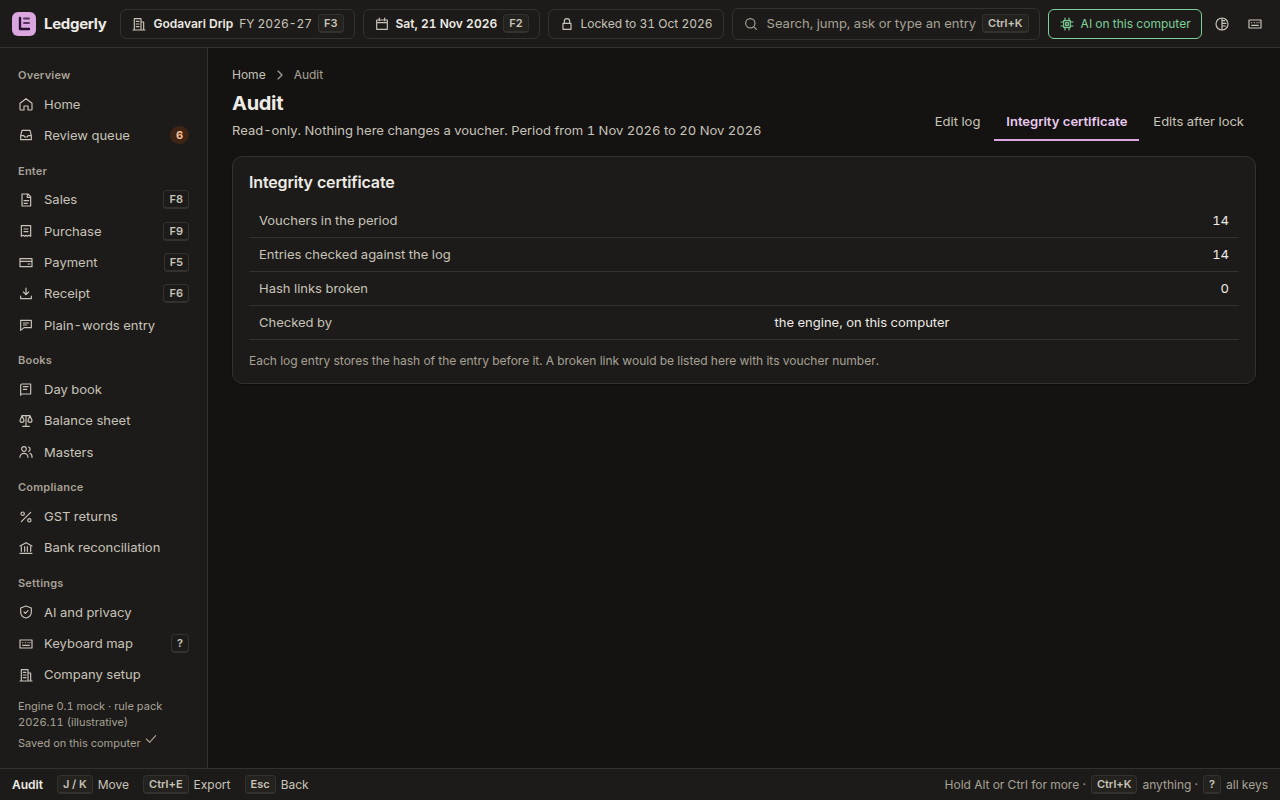 Ledgerly
Godavari Drip FY 2026-27 F3
Sat, 21 Nov 2026 F2
Locked to 31 Oct 2026
Search, jump, ask or type an entry Ctrl+K
AI on this computer
Overview
Home
Review queue 6
Enter
Sales F8
Purchase F9
Payment F5
Receipt F6
Plain-words entry
Books
Day book
Balance sheet
Masters
Compliance
GST returns
Bank reconciliation
Settings
AI and privacy
Keyboard map ?
Company setup
Engine 0.1 mock · rule pack
2026.11 (illustrative)
Saved on this computer
Home Audit
Audit
Read-only. Nothing here changes a voucher. Period from 1 Nov 2026 to 20 Nov 2026
Edit log Integrity certificate Edits after lock
Integrity certificate
Vouchers in the period 14
Entries checked against the log 14
Hash links broken 0
Checked by the engine, on this computer
Each log entry stores the hash of the entry before it. A broken link would be listed here with its voucher number.
Audit J / K Move Ctrl+E Export Esc Back
Hold Alt or Ctrl for more · Ctrl+K anything · ? all keys